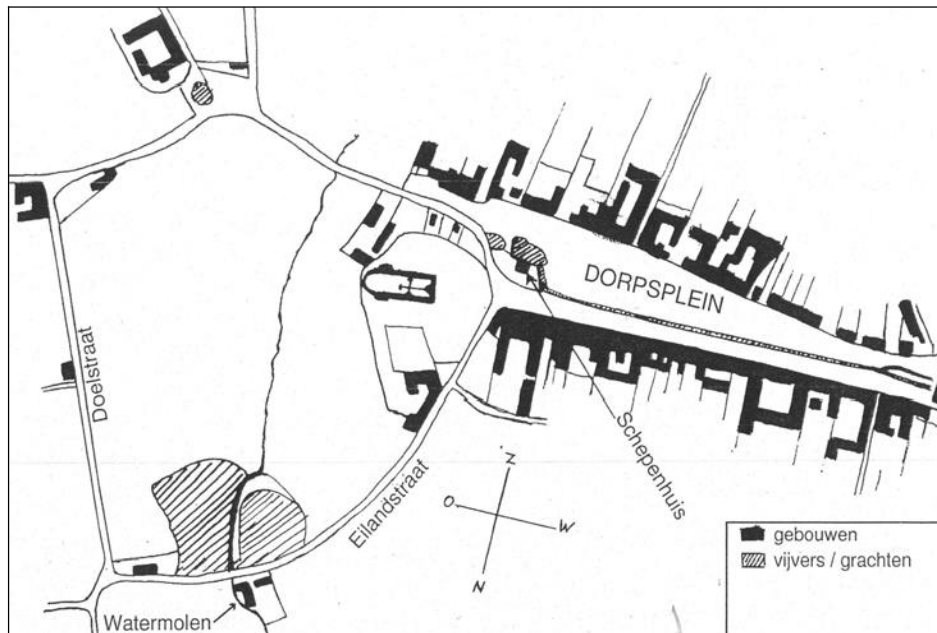 DORPSPLEIN
Doelstraat
Schepenhuis
Eilandstraat
Z
O
W
N
gebouwen
vijvers / grachten
Watermolen